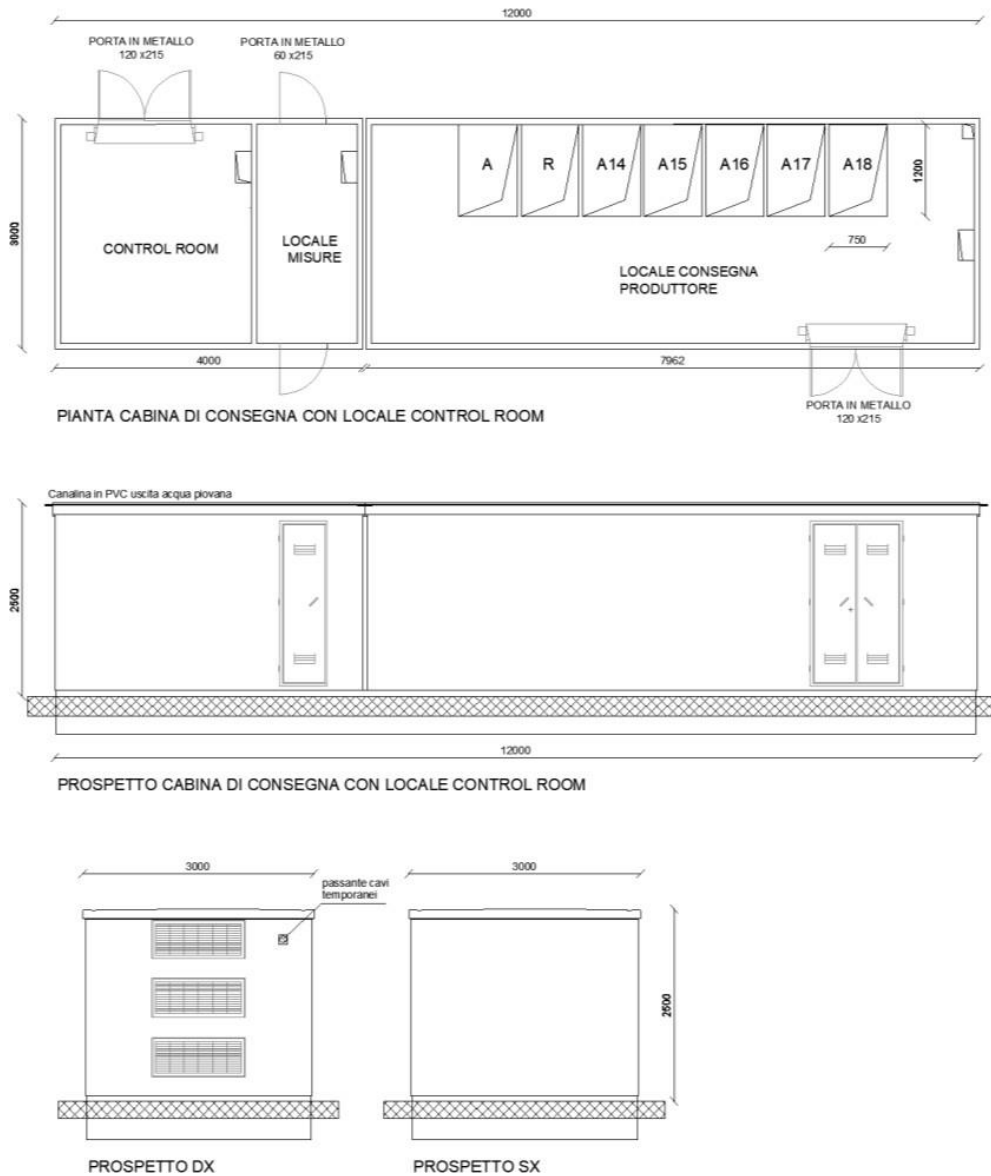 12000
PORTA IN METALLO
120 x215
PORTA IN METALLO
60 x215
A
R
A14
A15
A16
A17
A18
1200
3000
CONTROL ROOM
LOCALE
MISURE
750
LOCALE CONSEGNA
PRODUTTORE
4000
7962
PORTA IN METALLO
120 x215
PIANTA CABINA DI CONSEGNA CON LOCALE CONTROL ROOM
Canalina in PVC uscita acqua piovana
2500
12000
PROSPETTO CABINA DI CONSEGNA CON LOCALE CONTROL ROOM
3000
passante cavi
temporanei
3000
2500
PROSPETTO DX
PROSPETTO SX